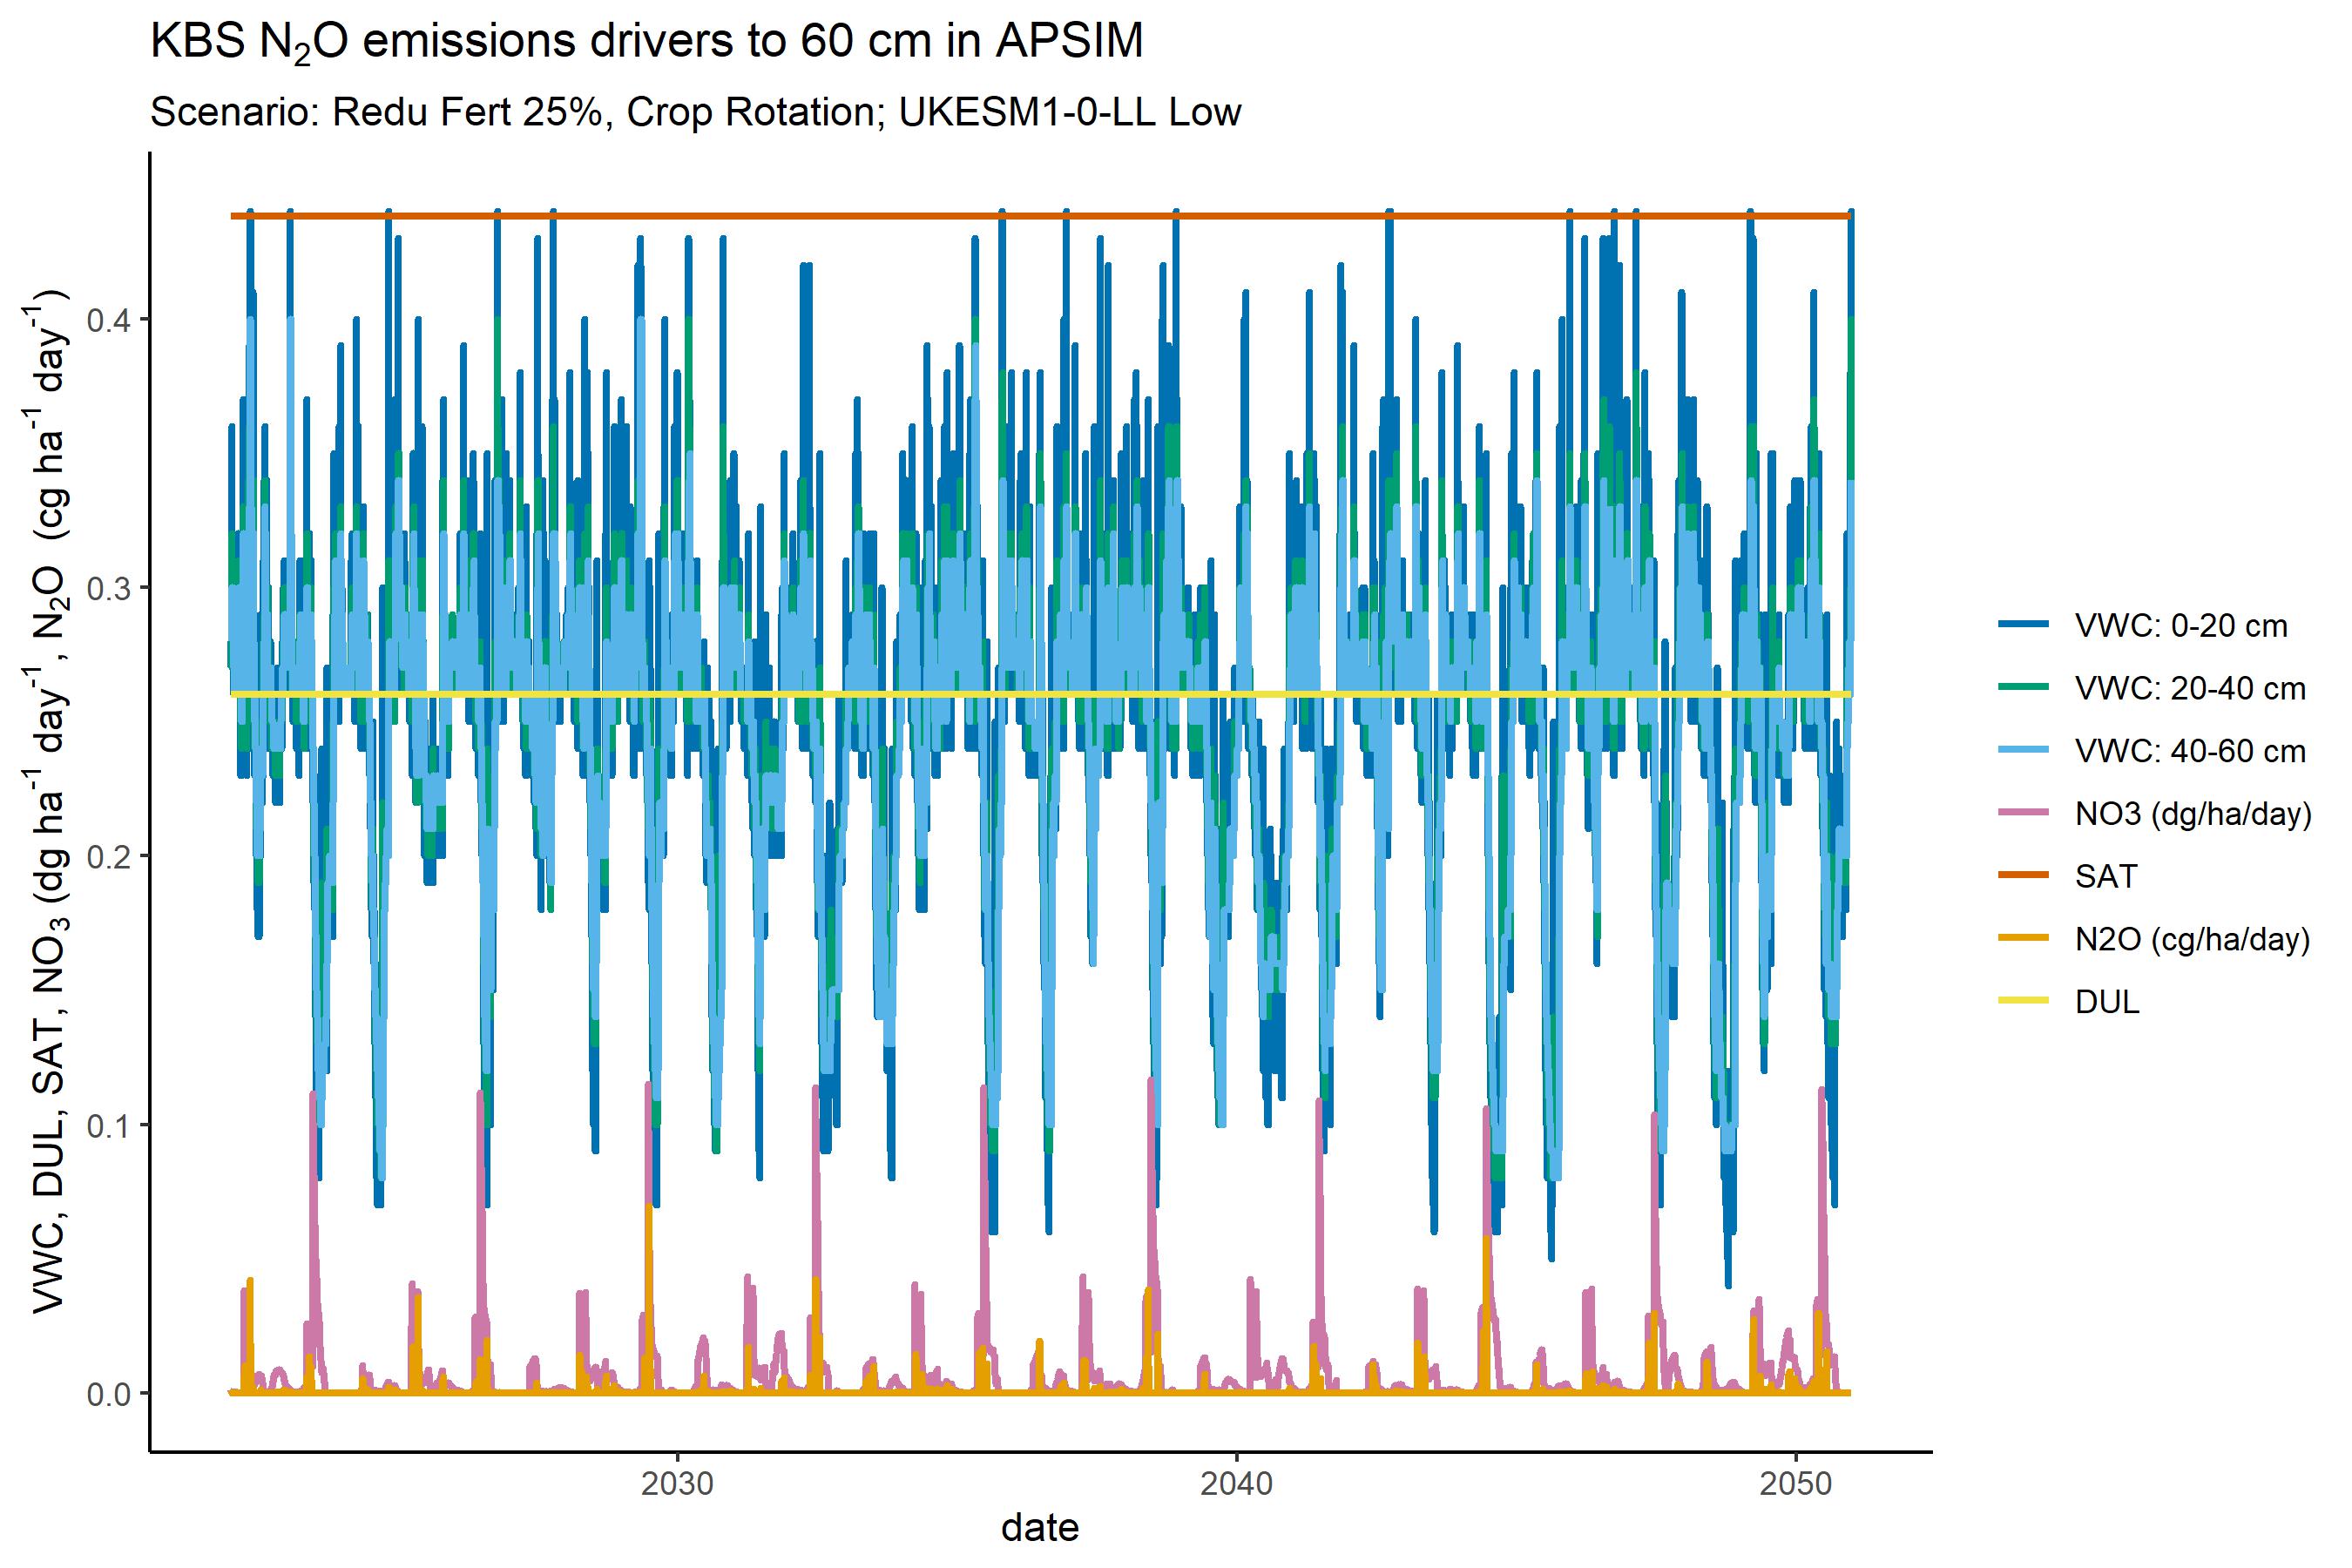 KBS N₂O emissions drivers to 60 cm in APSIM
Scenario: Redu Fert 25%, Crop Rotation; UKESM1-0-LL Low
VWC, DUL, SAT, NO₃ (dg ha⁻¹ day⁻¹, N₂O (cg ha⁻¹ day⁻¹)
0.4
0.3
0.2
0.1
0.0
2030 2040 2050
date
VWC: 0-20 cm
VWC: 20-40 cm
VWC: 40-60 cm
NO3 (dg/ha/day)
SAT
N2O (cg/ha/day)
DUL